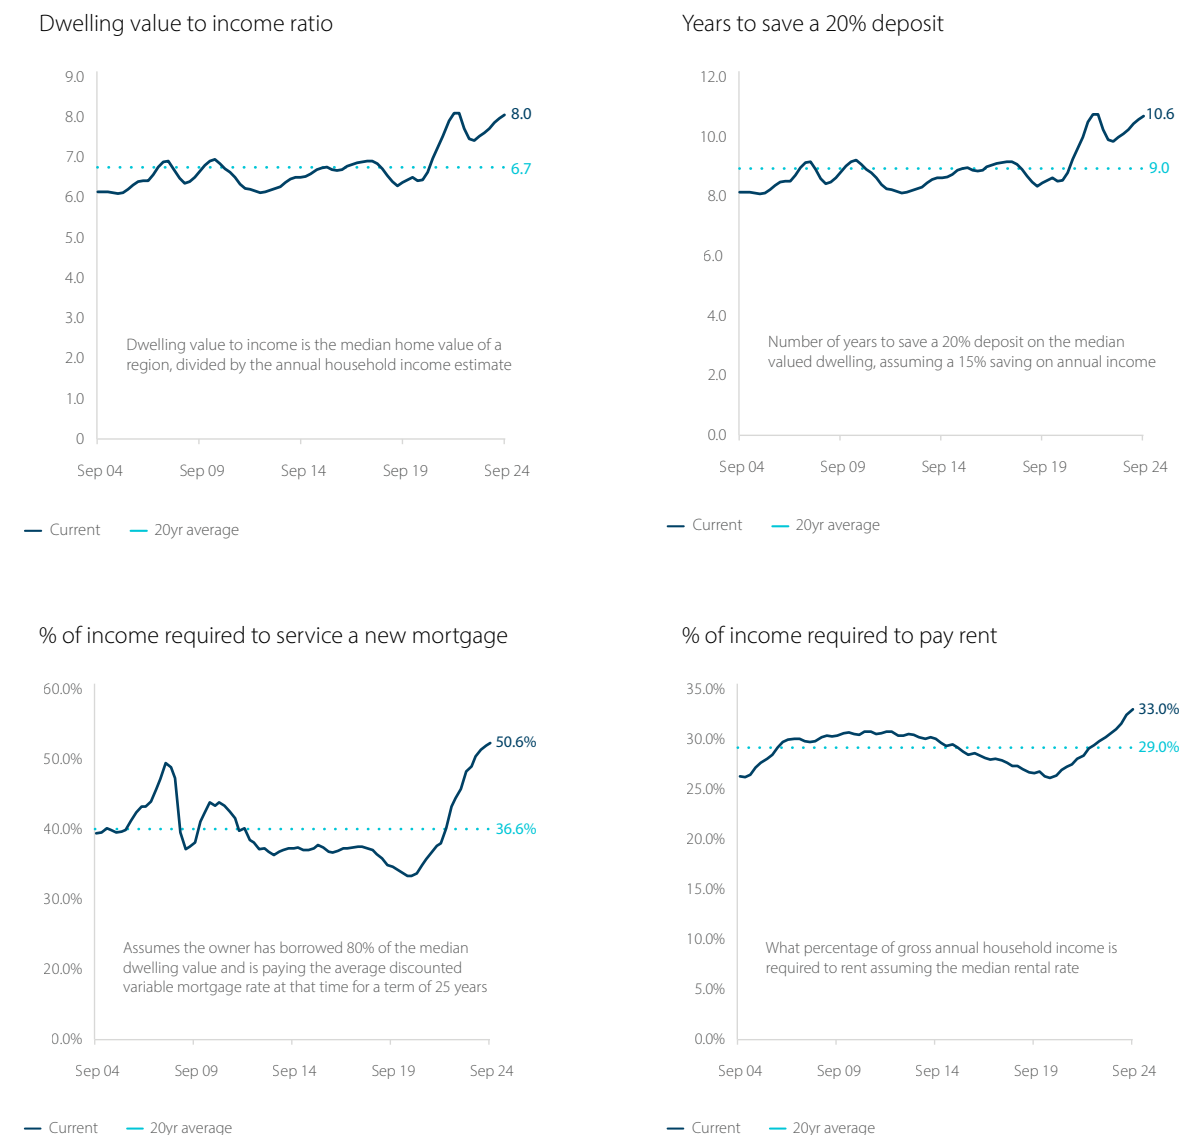 Dwelling value to income ratio
9.0
8.0
7.0
6.0
5.0
4.0
3.0
2.0
1.0
0
8.0
6.7
Dwelling value to income is the median home value of a
region, divided by the annual household income estimate
Sep 04
Sep 09
Sep 14
Sep 19
Sep 24
Current
20yr average
Years to save a 20% deposit
12.0
10.0
8.0
6.0
4.0
2.0
0.0
10.6
9.0
Number of years to save a 20% deposit on the median
valued dwelling, assuming a 15% saving on annual income
Sep 04
Sep 09
Sep 14
Sep 19
Sep 24
Current
20yr average
% of income required to service a new mortgage
60.0%
50.0%
40.0%
30.0%
20.0%
0.0%
50.6%
36.6%
Assumes the owner has borrowed 80% of the median
dwelling value and is paying the average discounted
variable mortgage rate at that time for a term of 25 years
Sep 04
Sep 09
Sep 14
Sep 19
Sep 24
Current
20yr average
% of income required to pay rent
35.0%
30.0%
25.0%
20.0%
15.0%
10.0%
5.0%
0.0%
33.0%
29.0%
What percentage of gross annual household income is
required to rent assuming the median rental rate
Sep 04
Sep 09
Sep 14
Sep 19
Sep 24
Current
20yr average